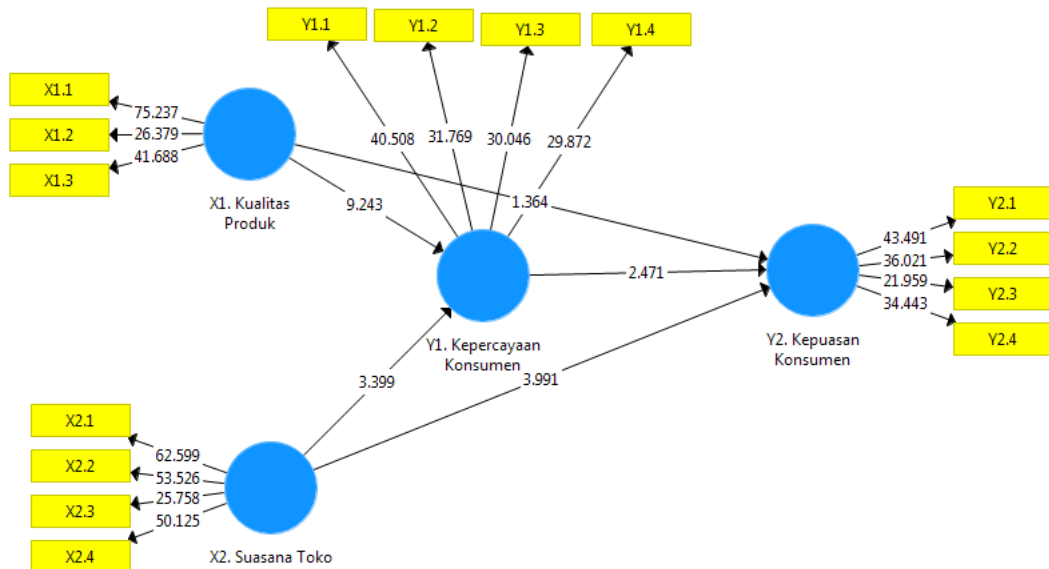 Y1.1
Y1.2
Y1.3
Y1.4
X1.1
X1.2
X1.3
75.237
26.379
41.688
40.508
31.769
30.046
29.872
X1. Kualitas
Produk
9.243
1.364
Y2.1
Y2.2
Y2.3
Y2.4
43.491
36.021
21.959
34.443
2.471
Y1. Kepercayaan
Konsumen
Y2. Kepuasan
Konsumen
3.399
3.991
X2.1
X2.2
X2.3
X2.4
62.599
53.526
25.758
50.125
X2. Suasana Toko